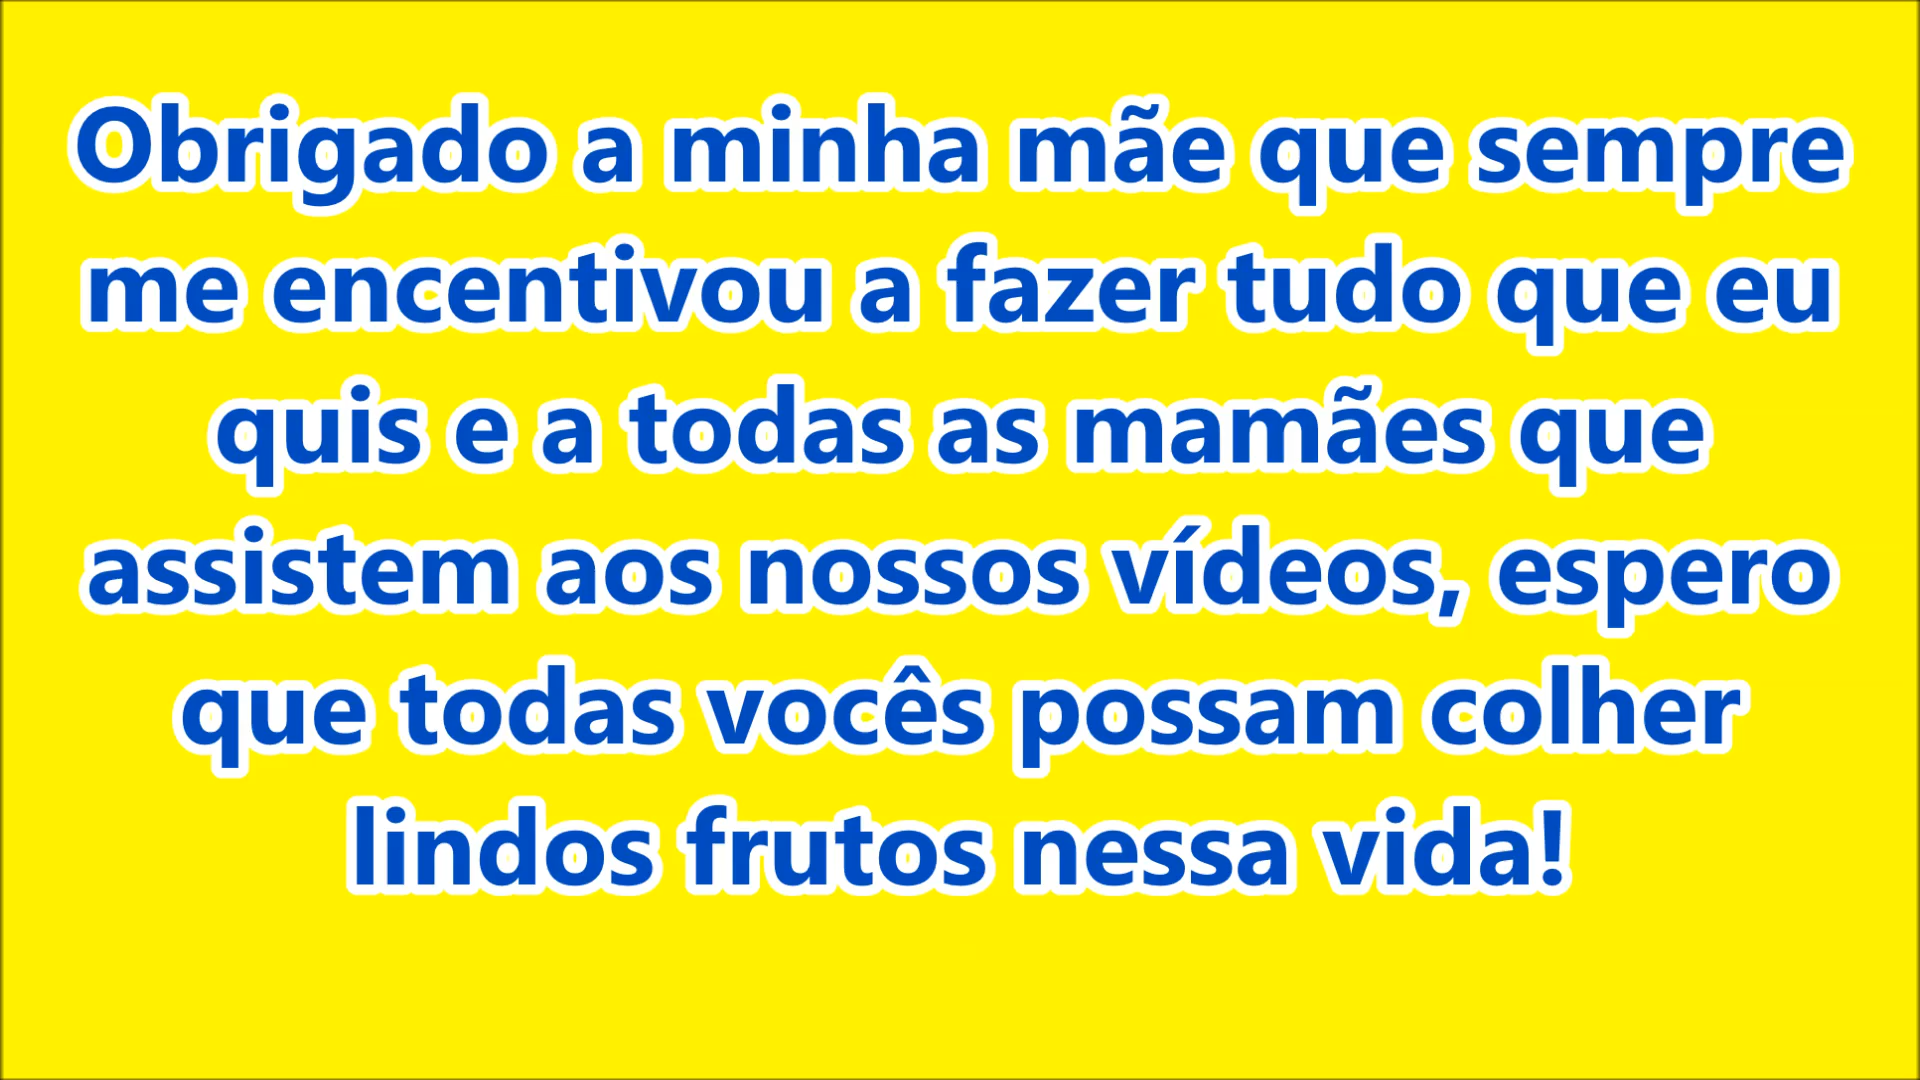 Obrigado a minha mãe que sempre
me encentivou a fazer tudo que eu
quis e a todas as mamães que
assistem aos nossos vídeos, espero
que todas vocês possam colher
lindos frutos nessa vida!